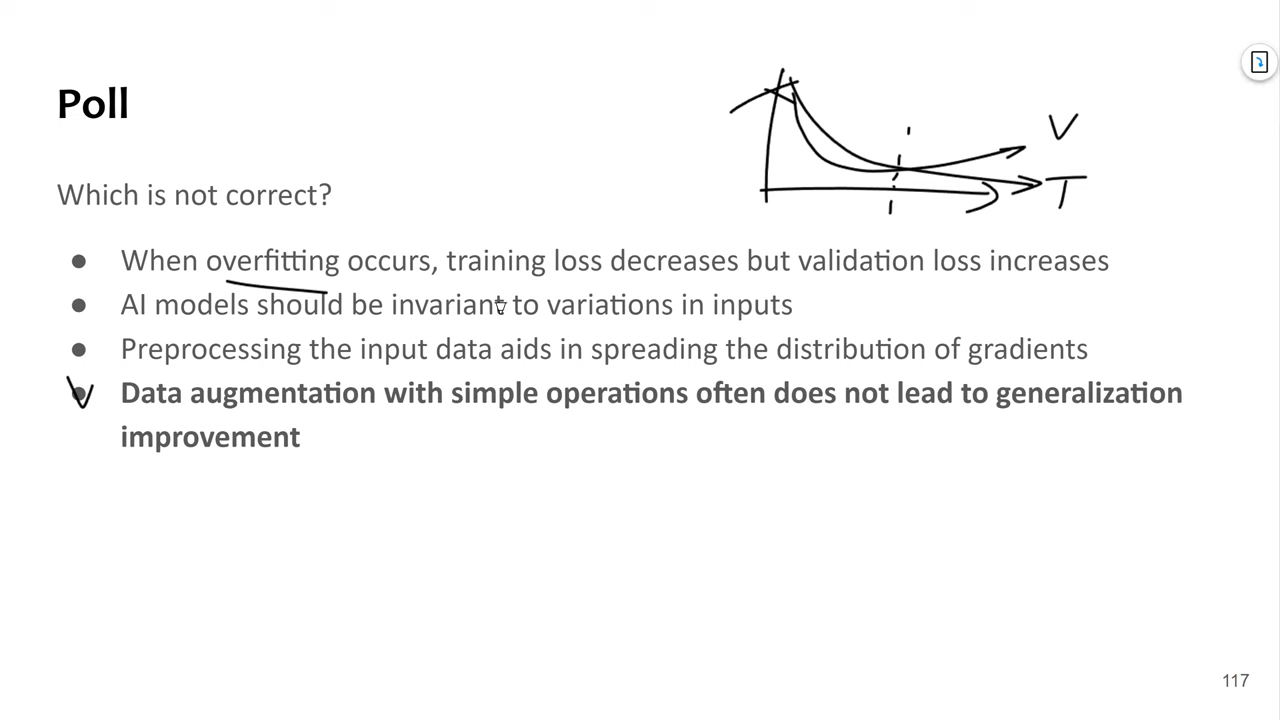 Poll
V
T
Which is not correct?
● When overfitting occurs, training loss decreases but validation loss increases
● AI models should be invariant to variations in inputs
● Preprocessing the input data aids in spreading the distribution of gradients
● Data augmentation with simple operations often does not lead to generalization
improvement
117